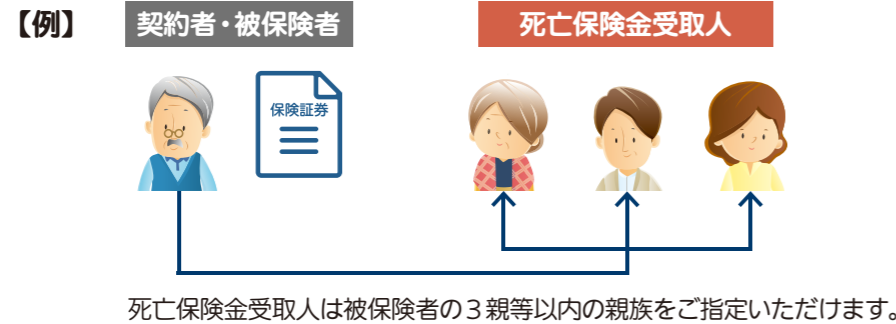 【例】 契約者・被保険者 死亡保険金受取人
保険証券
死亡保険金受取人は被保険者の3親等以内の親族をご指定いただけます。